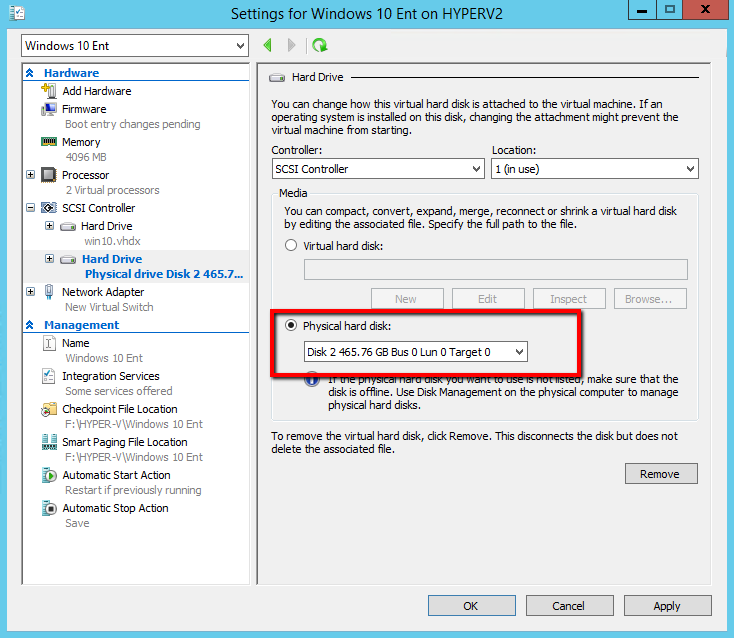 Settings for Windows 10 Ent on HYPERV2
Windows 10 Ent
Hardware
Add Hardware
Firmware
Boot entry changes pending
Memory
4096 MB
Processor
2 Virtual processors
SCSI Controller
Hard Drive
win10.vhdx
Hard Drive
Physical drive Disk 2 465.7...
Network Adapter
New Virtual Switch
Management
Name
Windows 10 Ent
Integration Services
Some services offered
Checkpoint File Location
F:\HYPER-V\Windows 10 Ent
Smart Paging File Location
F:\HYPER-V\Windows 10 Ent
Automatic Start Action
Restart if previously running
Automatic Stop Action
Save
Hard Drive
You can change how this virtual hard disk is attached to the virtual machine. If an
operating system is installed on this disk, changing the attachment might prevent the
virtual machine from starting.
Controller:
Location:
SCSI Controller
1 (in use)
Media
You can compact, convert, expand, merge, reconnect or shrink a virtual hard disk
by editing the associated file. Specify the full path to the file.
Virtual hard disk:
New
Edit
Inspect
Browse...
Physical hard disk:
Disk 2 465.76 GB Bus 0 Lun 0 Target 0
If the physical hard disk you want to use is not listed, make sure that the
disk is offline. Use Disk Management on the physical computer to manage
physical hard disks.
To remove the virtual hard disk, click Remove. This disconnects the disk but does not
delete the associated file.
Remove
OK
Cancel
Apply